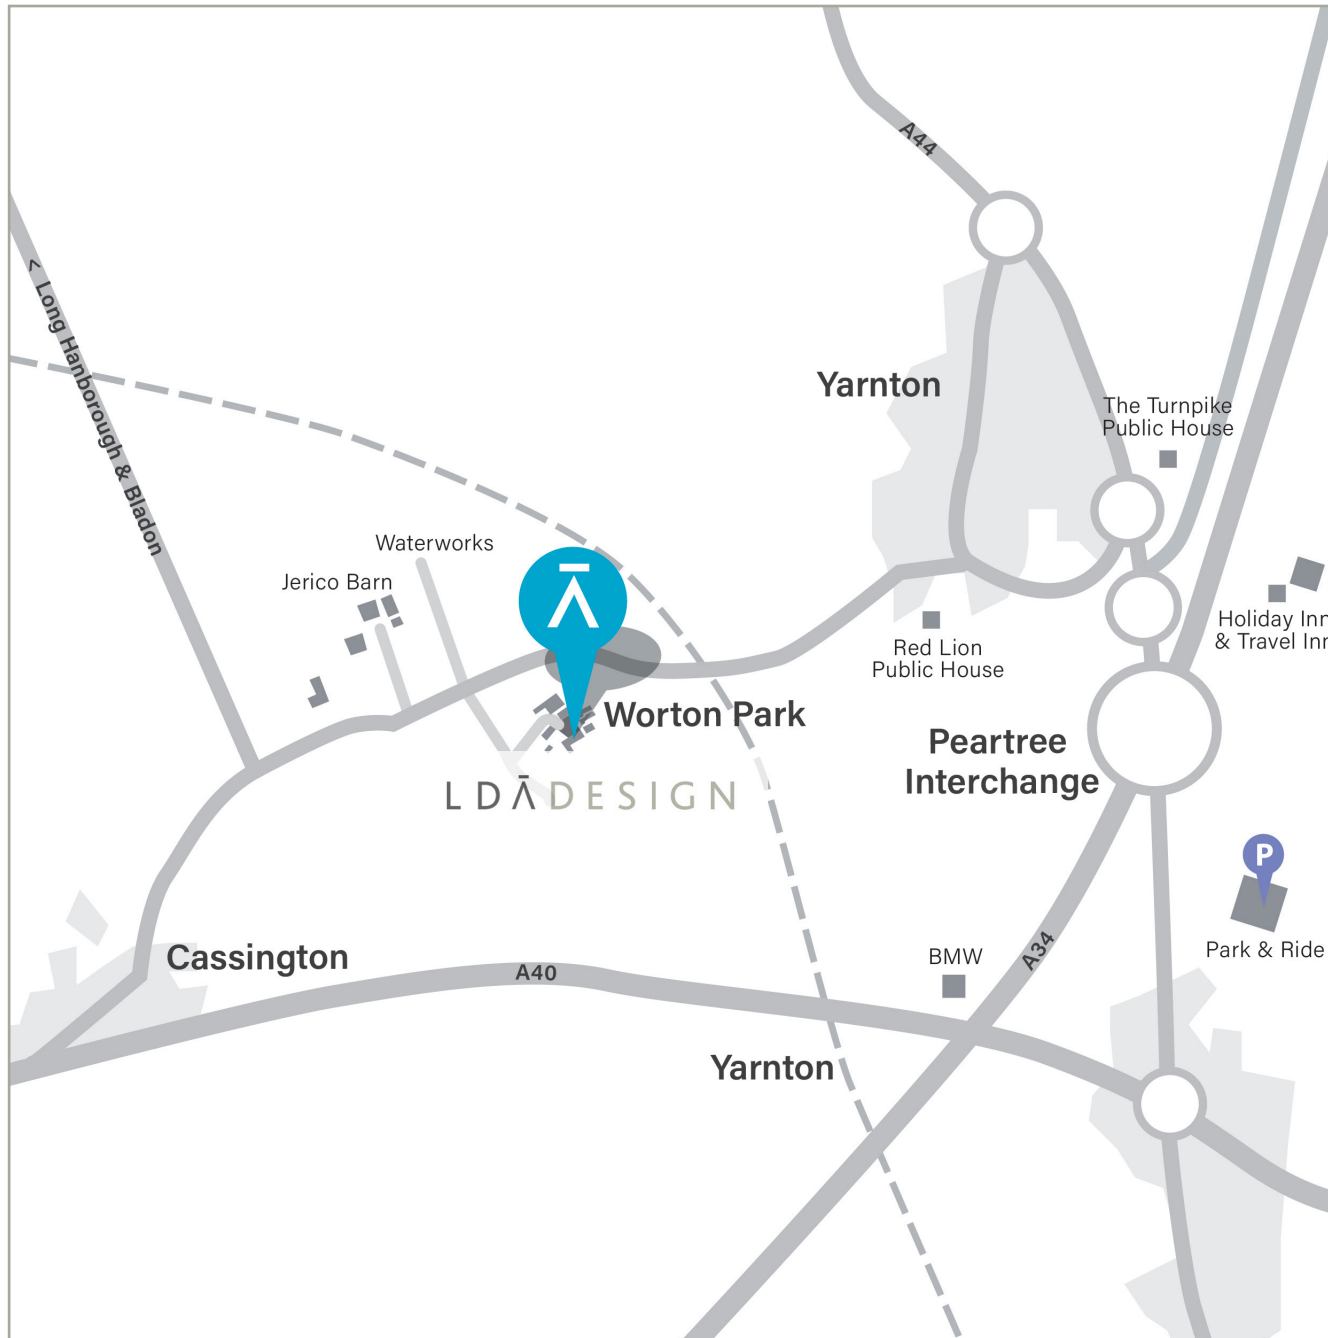 A44
< Long Hanborough & Bladon
Yarnton
The Turnpike
Public House
Waterworks
Jerico Barn
Holiday Inn
& Travel Inn
Red Lion
Public House
Worton Park
Peartree
Interchange
LDĀDESIGN
P
Cassington
A40
BMW
A34
Park & Ride
Yarnton